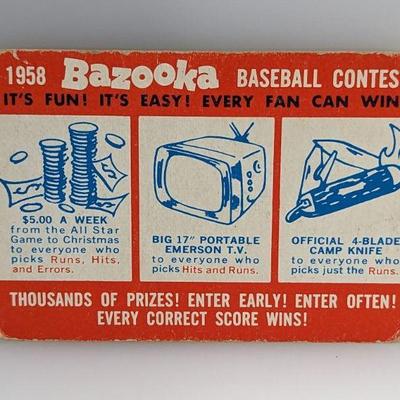 1958 Bazooka BASEBALL CONTES
IT'S FUN! IT'S EASY! EVERY FAN CAN WIN
$5.00 A WEEK
from the All Star
Game to Christmas
to everyone who
picks Runs, Hits,
and Errors.
BIG 17" PORTABLE
EMERSON T.V.
to everyone who
picks Hits and Runs.
OFFICIAL 4-BLADE
CAMP KNIFE
to everyone who
picks just the Runs.
THOUSANDS OF PRIZES! ENTER EARLY! ENTER OFTEN!
EVERY CORRECT SCORE WINS!